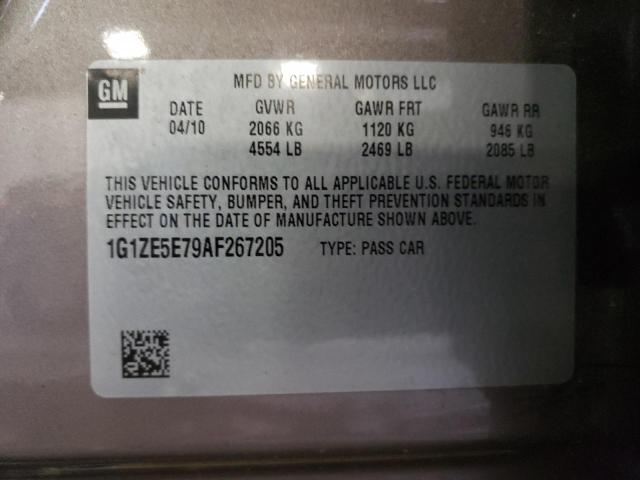 GM
MFD BY GENERAL MOTORS LLC
DATE GVWR GAWR FRT GAWR RR
04/10 2066 KG 1120 KG 946 KG
4554 LB 2469 LB 2085 LB
THIS VEHICLE CONFORMS TO ALL APPLICABLE U.S. FEDERAL MOTOR
VEHICLE SAFETY, BUMPER, AND THEFT PREVENTION STANDARDS IN
EFFECT ON THE DATE OF MANUFACTURE SHOWN ABOVE.
1G1ZE5E79AF267205 TYPE: PASS CAR